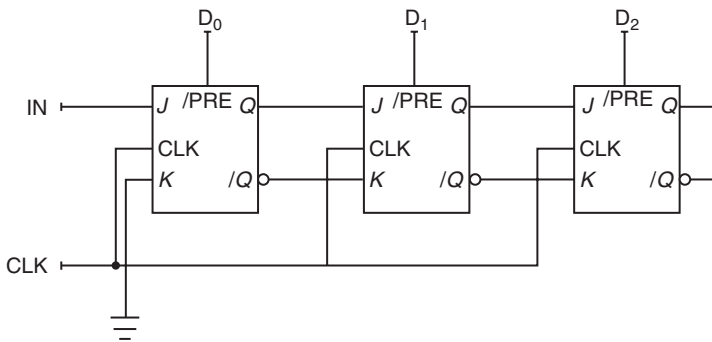 D0 D1 D2
IN J /PRE Q J /PRE Q J /PRE Q
CLK CLK CLK
K /Q K /Q K /Q
CLK